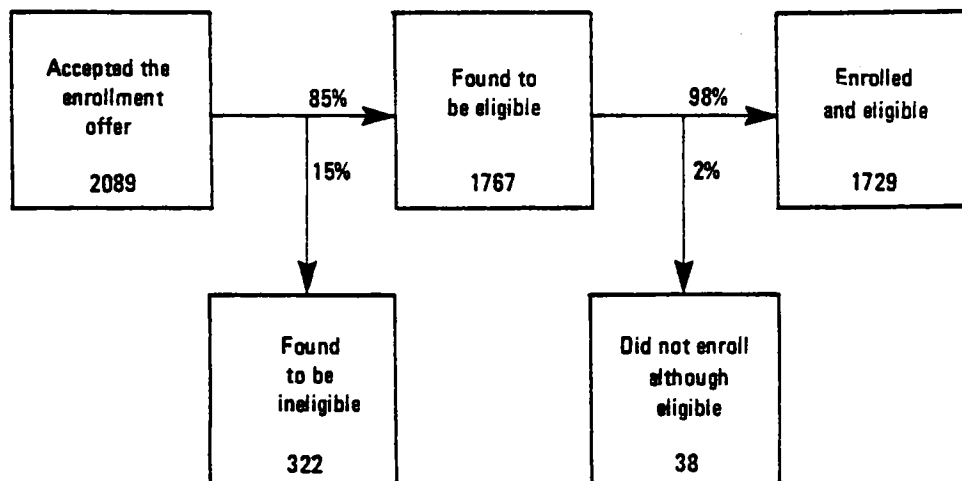 Accepted the
enrollment
offer
2089
85%
15%
Found to
be eligible
1767
98%
2%
Enrolled
and eligible
1729
Found
to be
ineligible
322
Did not enroll
although
eligible
38